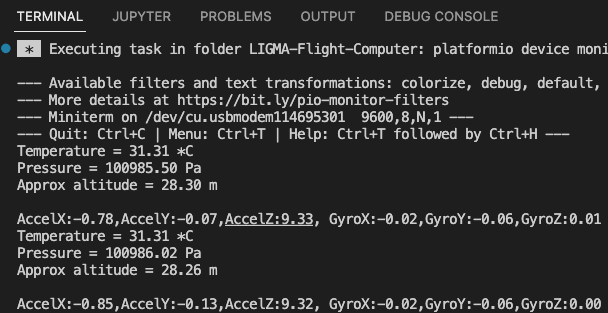 TERMINAL JUPYTER PROBLEMS OUTPUT DEBUG CONSOLE
* Executing task in folder LIGMA-Flight-Computer: platformio device moni
--- Available filters and text transformations: colorize, debug, default,
--- More details at https://bit.ly/pio-monitor-filters
--- Miniterm on /dev/cu.usbmodem114695301  9600,8,N,1 ---
--- Quit: Ctrl+C | Menu: Ctrl+T | Help: Ctrl+T followed by Ctrl+H ---
Temperature = 31.31 *C
Pressure = 100985.50 Pa
Approx altitude = 28.30 m
AccelX:-0.78,AccelY:-0.07,AccelZ:9.33, GyroX:-0.02,GyroY:-0.06,GyroZ:0.01
Temperature = 31.31 *C
Pressure = 100986.02 Pa
Approx altitude = 28.26 m
AccelX:-0.85,AccelY:-0.13,AccelZ:9.32, GyroX:-0.02,GyroY:-0.06,GyroZ:0.00